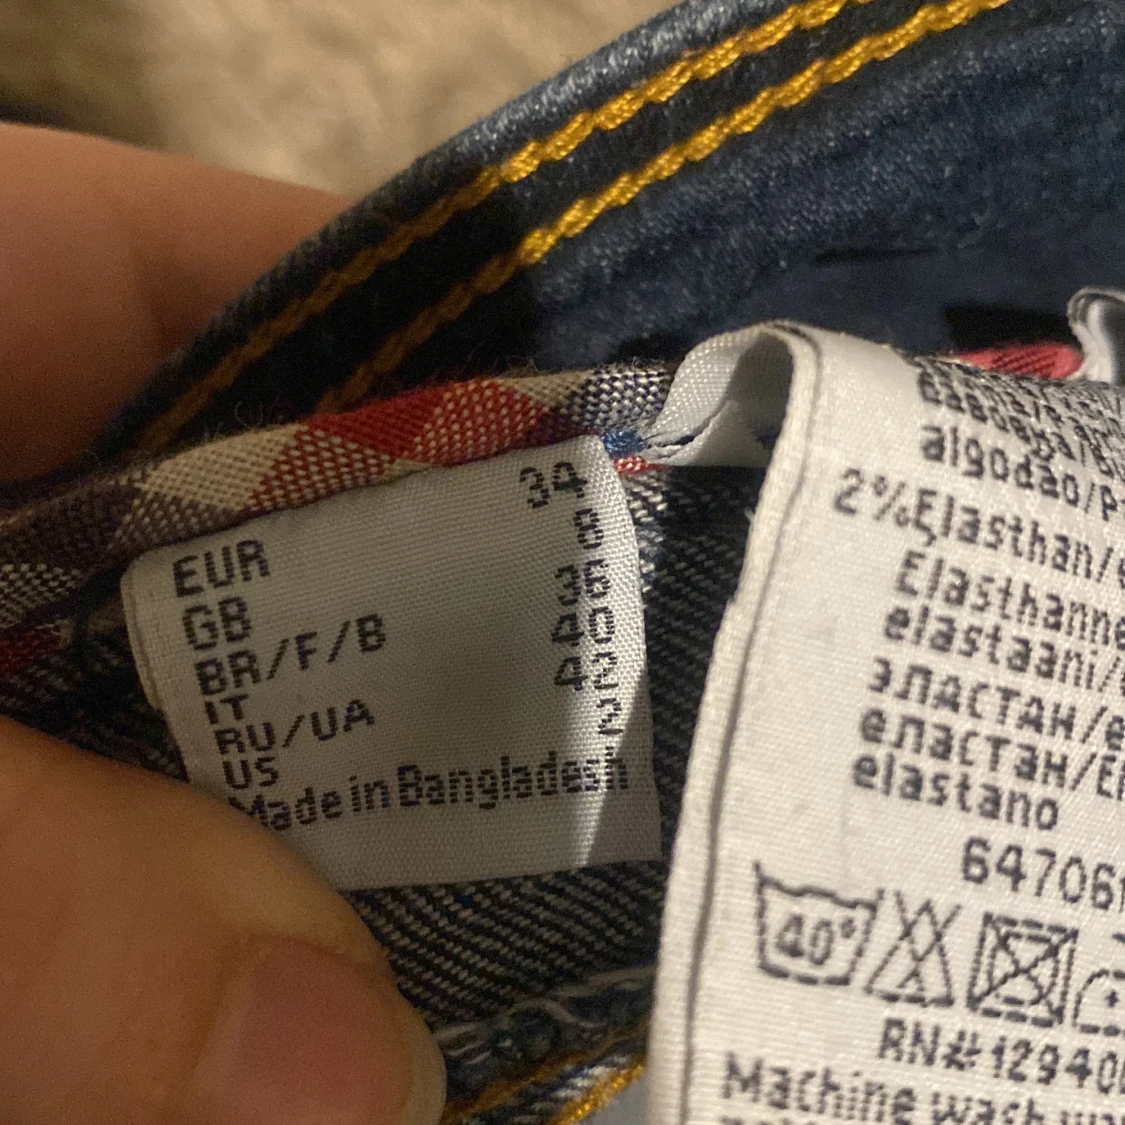 EUR 34
GB 8
BR/F/B 36
IT 40
RU/UA 42
US 2
Made in Bangladesh
algodão/P
2%Elasthan/
Elasthanne
elastaani/
эластан/e
еластан/
elastano
64706
40°
RN#12940
Machine wash